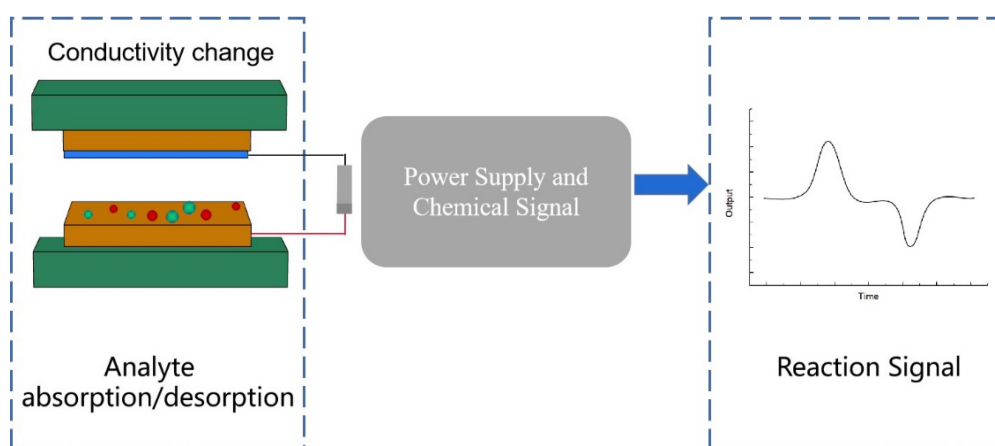 Conductivity change
Analyte
absorption/desorption
Power Supply and
Chemical Signal
Output
Time
Reaction Signal